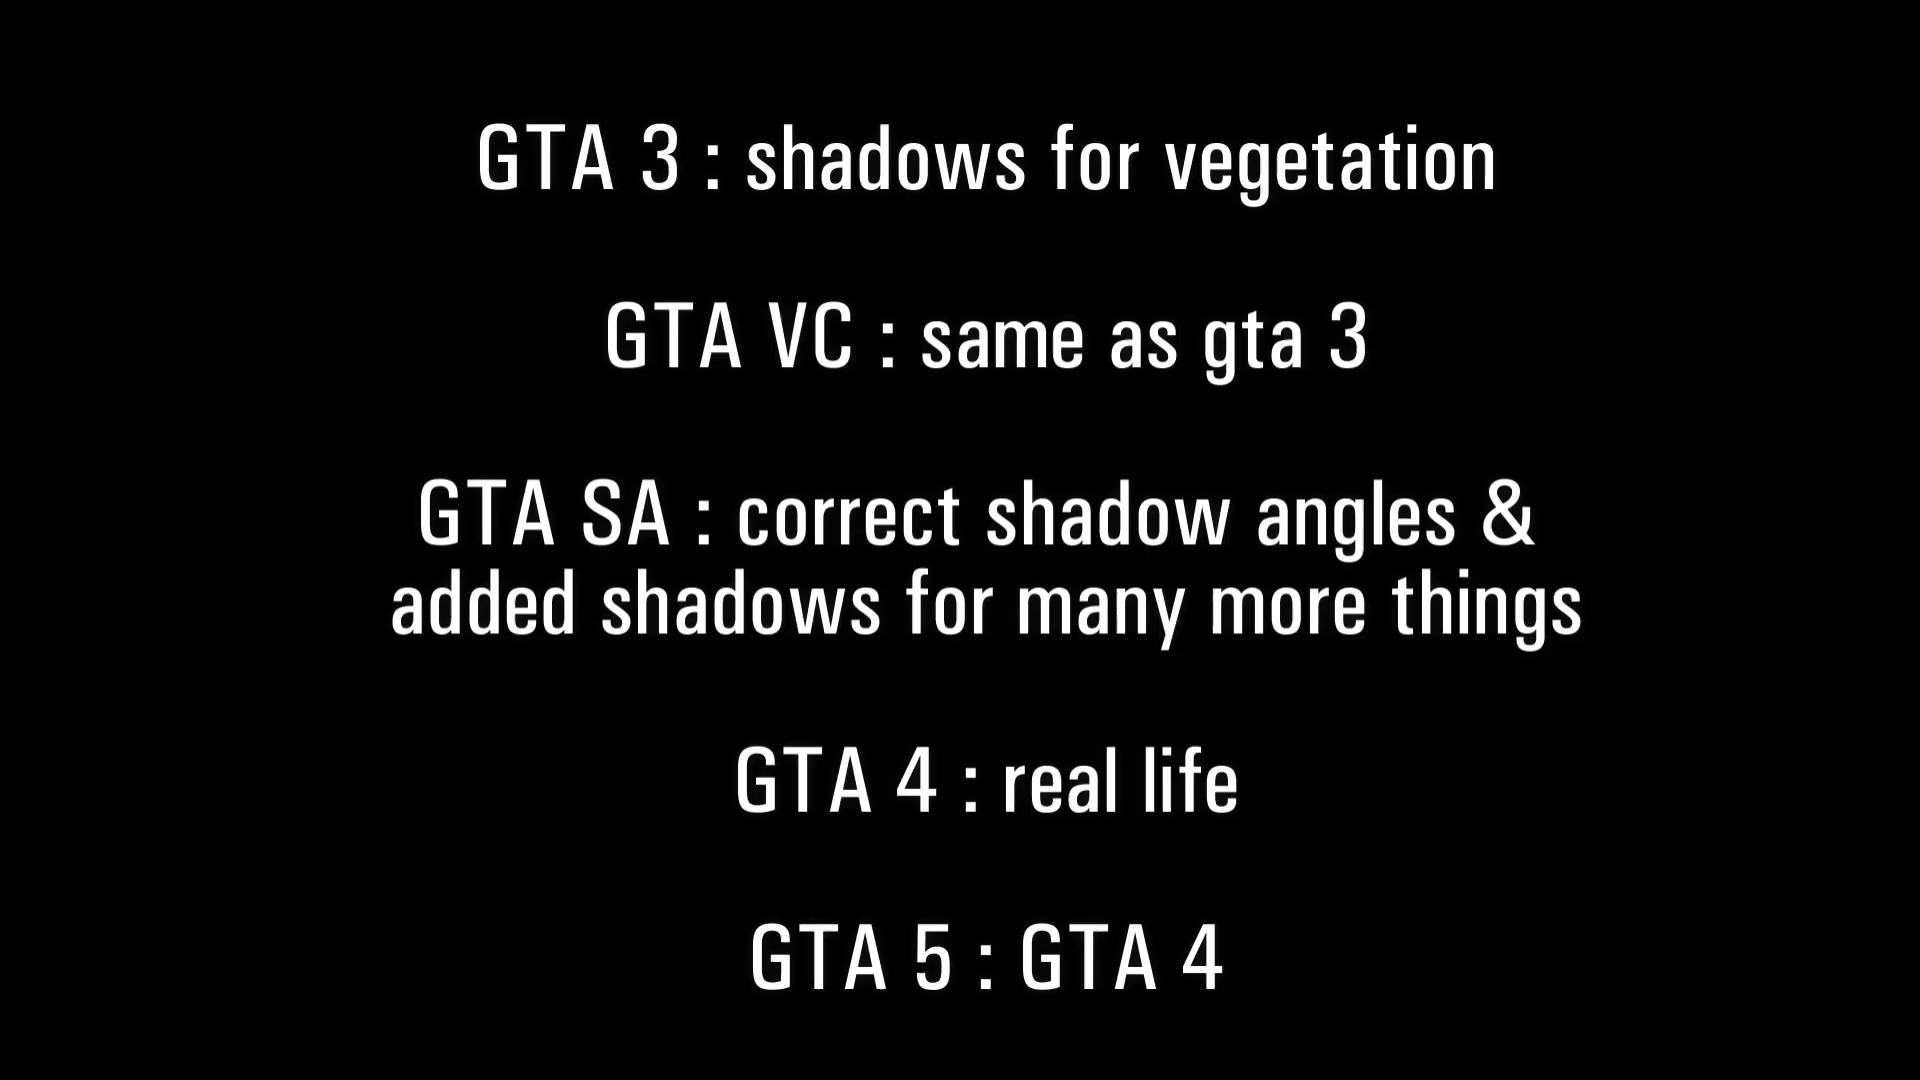 GTA 3 : shadows for vegetation
GTA VC : same as gta 3
GTA SA : correct shadow angles &
added shadows for many more things
GTA 4 : real life
GTA 5 : GTA 4